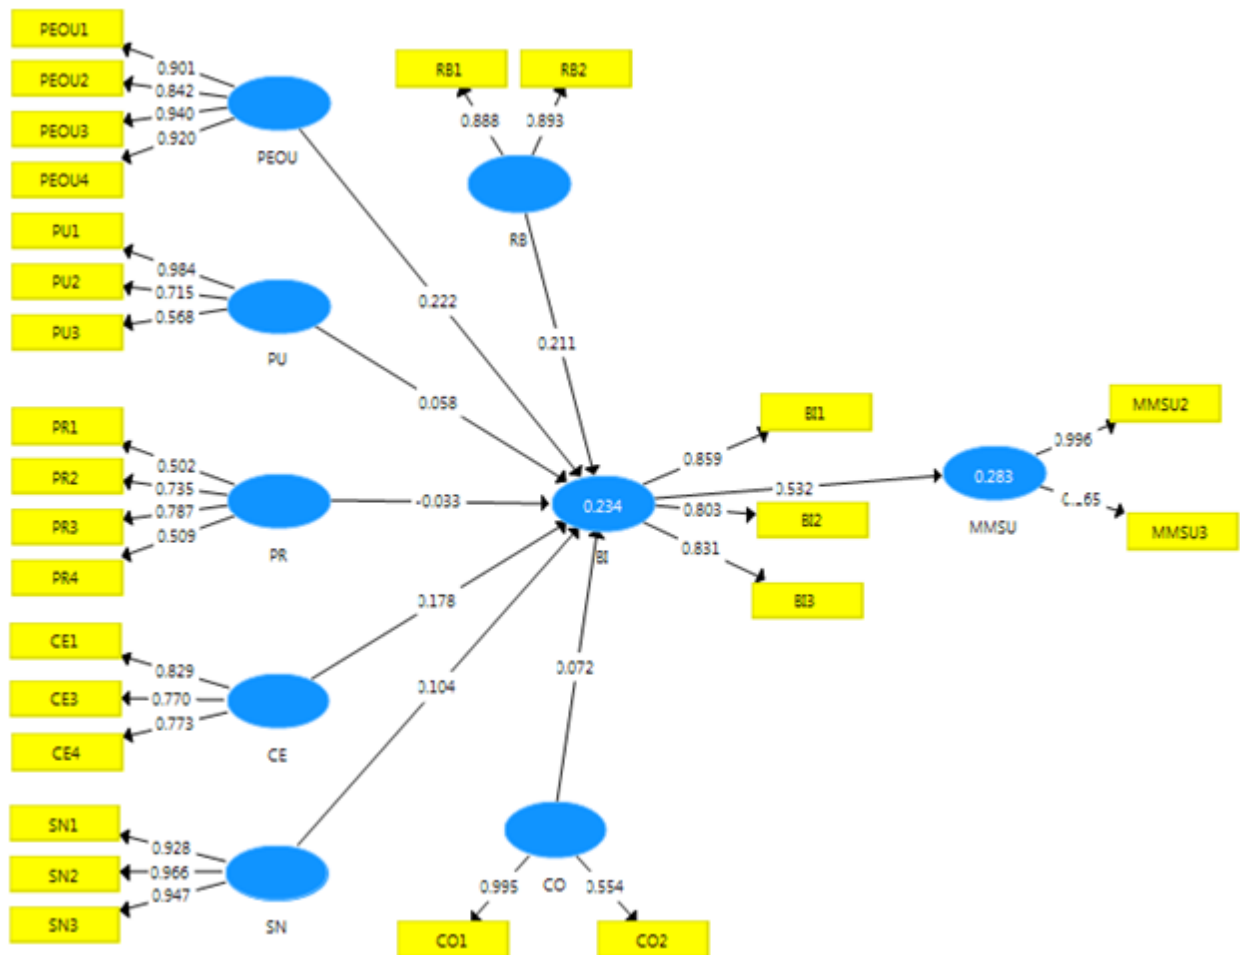 PEOU1
PEOU2
PEOU3
PEOU4
0.901
0.842
0.940
0.920
PEOU
RB1
RB2
0.888
0.893
RB
PU1
PU2
PU3
0.984
0.715
0.568
PU
0.222
0.211
0.058
PR1
PR2
PR3
PR4
0.502
0.735
0.787
0.509
PR
-0.033
0.234
BI
0.859
0.803
0.831
BI1
BI2
BI3
0.532
0.283
MMSU
0.996
MMSU2
MMSU3
CE1
CE3
CE4
0.829
0.770
0.773
CE
0.178
0.104
0.072
SN1
SN2
SN3
0.928
0.966
0.947
SN
CO
0.995
0.554
CO1
CO2